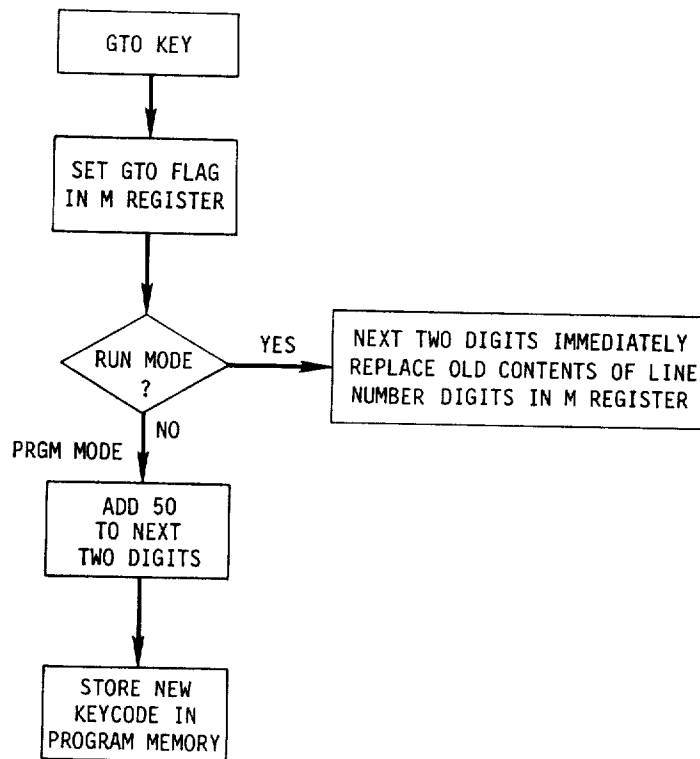 GTO KEY
SET GTO FLAG
IN M REGISTER
RUN MODE
?
YES
NEXT TWO DIGITS IMMEDIATELY
REPLACE OLD CONTENTS OF LINE
NUMBER DIGITS IN M REGISTER
NO
PRGM MODE
ADD 50
TO NEXT
TWO DIGITS
STORE NEW
KEYCODE IN
PROGRAM MEMORY